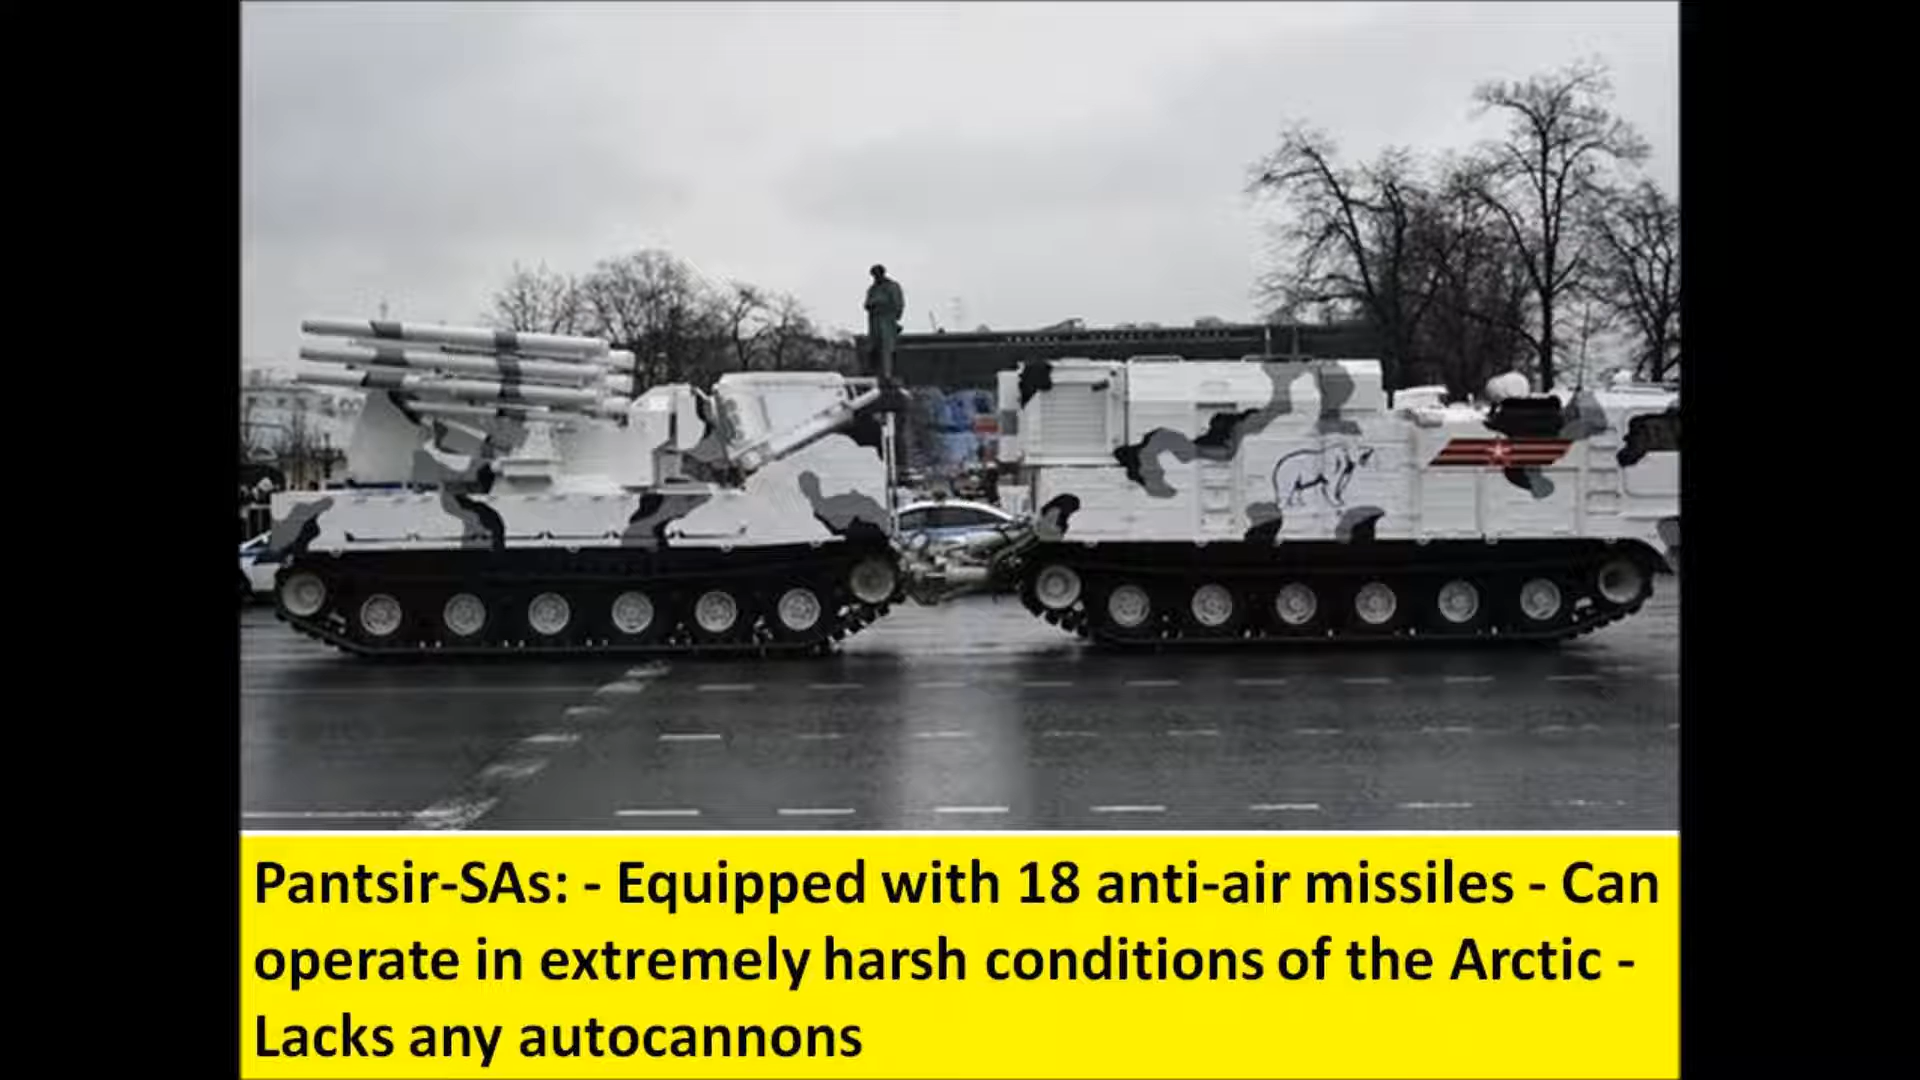 Pantsir-SAs: - Equipped with 18 anti-air missiles - Can
operate in extremely harsh conditions of the Arctic -
Lacks any autocannons